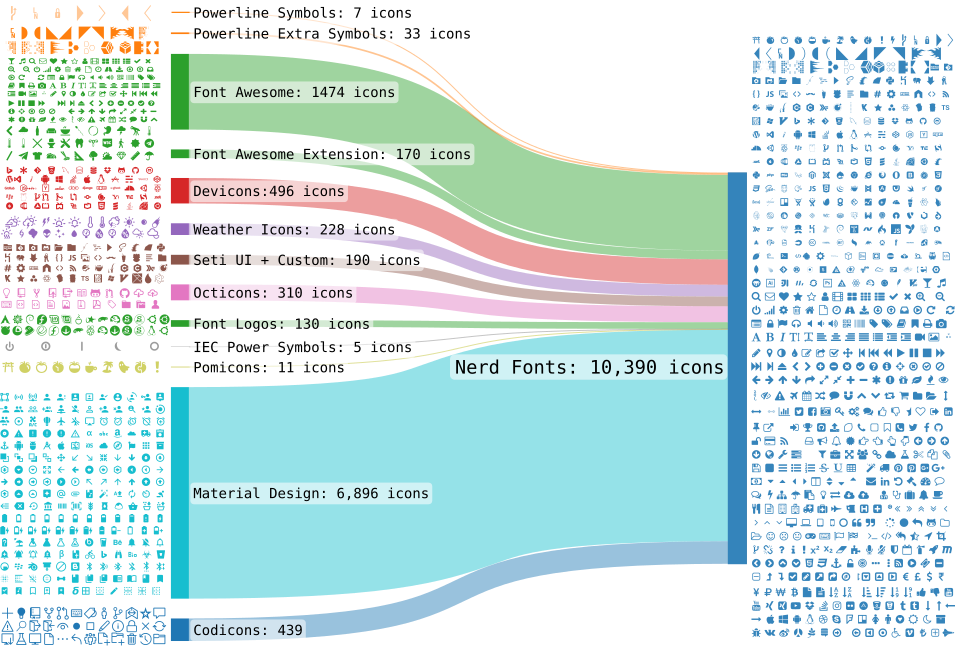 Powerline Symbols: 7 icons
Powerline Extra Symbols: 33 icons
Font Awesome: 1474 icons
Font Awesome Extension: 170 icons
Devicons:496 icons
Weather Icons: 228 icons
Seti UI + Custom: 190 icons
Octicons: 310 icons
Font Logos: 130 icons
IEC Power Symbols: 5 icons
Pomicons: 11 icons
Nerd Fonts: 10,390 icons
Material Design: 6,896 icons
Codicons: 439